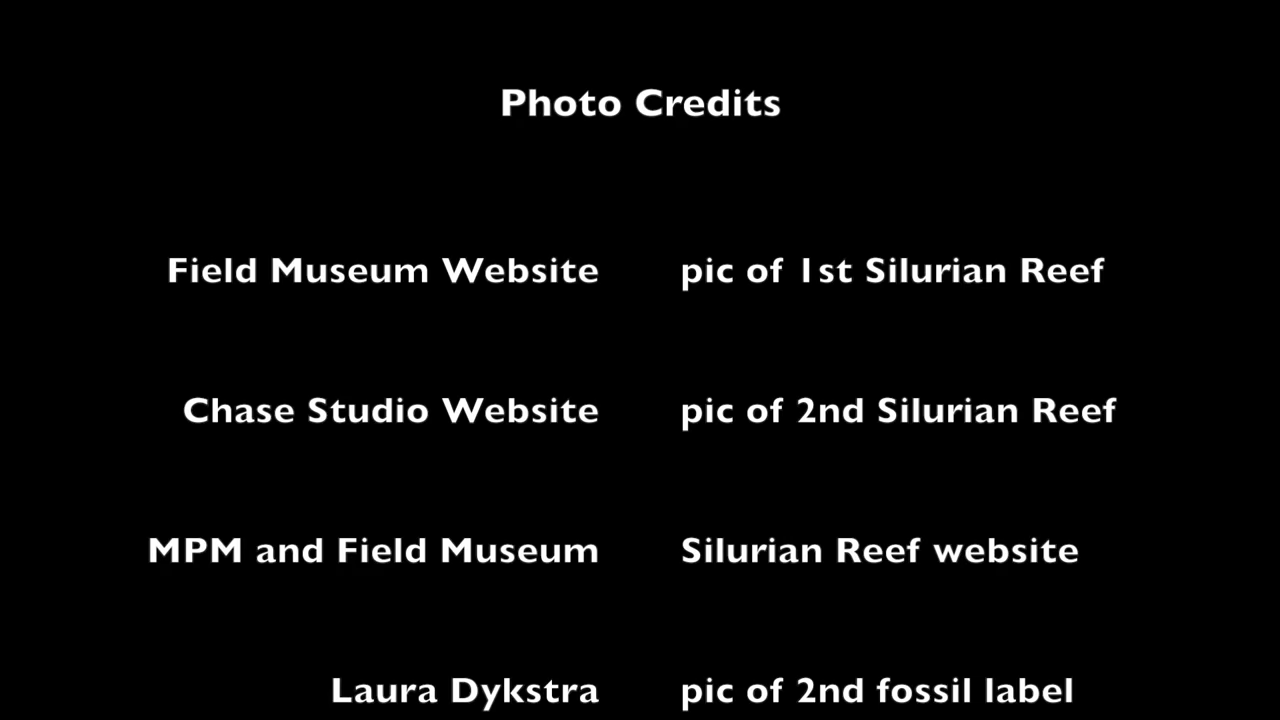 Photo Credits
Field Museum Website pic of 1st Silurian Reef
Chase Studio Website pic of 2nd Silurian Reef
MPM and Field Museum Silurian Reef website
Laura Dykstra pic of 2nd fossil label